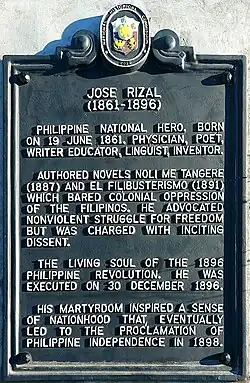 JOSE RIZAL
(1861-1896)
PHILIPPINE NATIONAL HERO. BORN
ON 19 JUNE 1861. PHYSICIAN, POET,
WRITER EDUCATOR, LINGUIST, INVENTOR.
AUTHORED NOVELS NOLI ME TANGERE
(1887) AND EL FILIBUSTERISMO (1891)
WHICH BARED COLONIAL OPPRESSION
OF THE FILIPINOS. HE ADVOCATED
NONVIOLENT STRUGGLE FOR FREEDOM
BUT WAS CHARGED WITH INCITING
DISSENT.
THE LIVING SOUL OF THE 1896
PHILIPPINE REVOLUTION. HE WAS
EXECUTED ON 30 DECEMBER 1896.
HIS MARTYRDOM INSPIRED A SENSE
OF NATIONHOOD THAT EVENTUALLY
LED TO THE PROCLAMATION OF
PHILIPPINE INDEPENDENCE IN 1898.